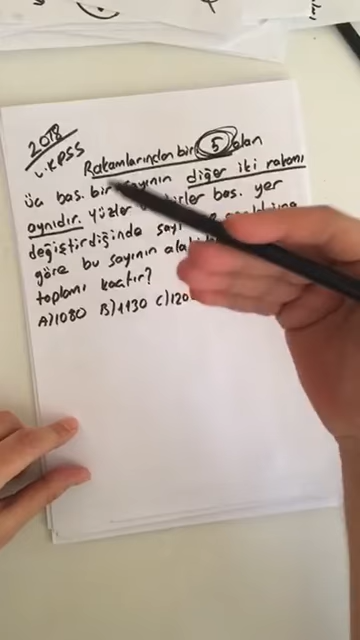 2018
KPSS
Rakamlarından biri 5 olan
üç bas. bir sayının diğer iki rakamı
aynıdır. Yüzler birler bas. yer
değiştirdiğinde
göre bu sayının
toplamı kaçtır?
A)1080 B)1130 C)120